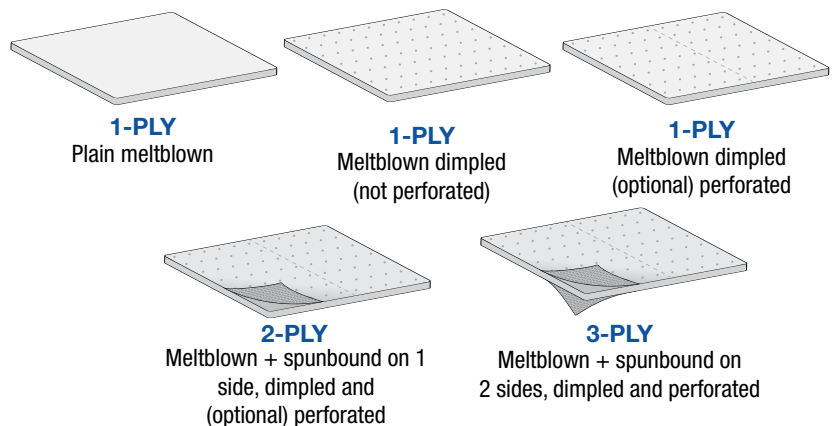 1-PLY
Plain meltblown
1-PLY
Meltblown dimpled
(not perforated)
1-PLY
Meltblown dimpled
(optional) perforated
2-PLY
Meltblown + spunbound on 1
side, dimpled and
(optional) perforated
3-PLY
Meltblown + spunbound on
2 sides, dimpled and perforated